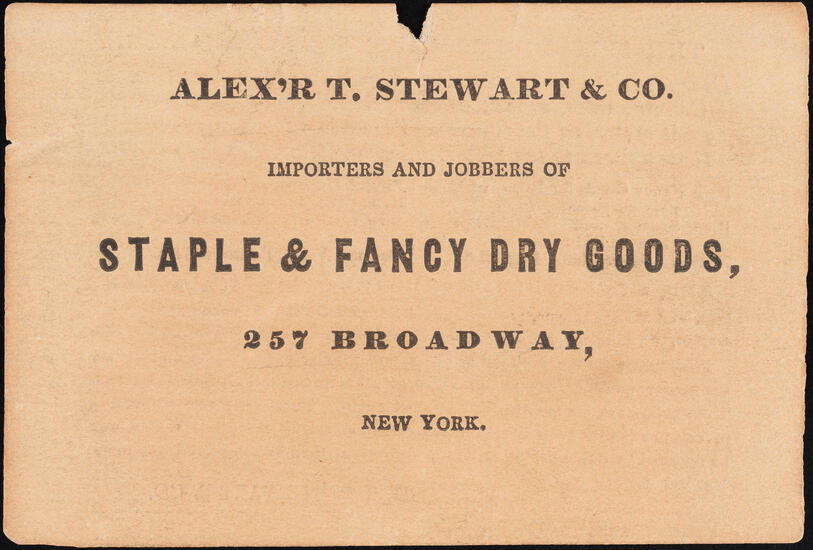 ALEX'R T. STEWART & CO.
IMPORTERS AND JOBBERS OF
STAPLE & FANCY DRY GOODS,
257 BROADWAY,
NEW YORK.